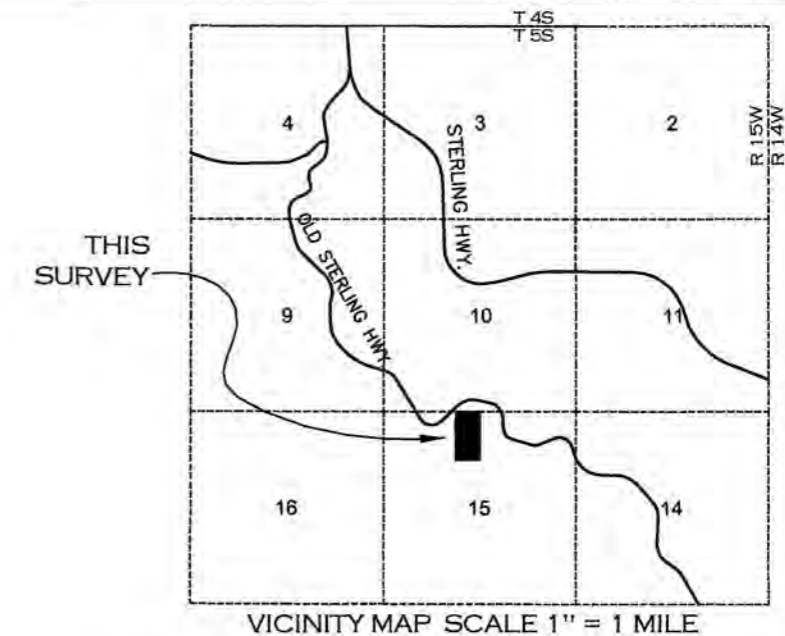 T 4S
T 5S
4
3
2
R 15W
R 14W
STERLING HWY.
OLD STERLING HWY.
THIS
SURVEY
9
10
11
16
15
14
VICINITY MAP SCALE 1" = 1 MILE